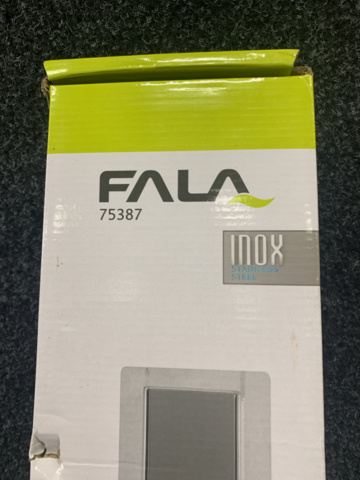 FALA
75387
INOX
STAINLESS
STEEL